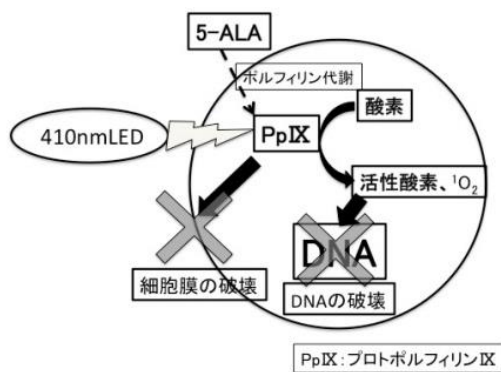 5-ALA
ポルフィリン代謝
410nmLED
PpⅨ
酸素
活性酸素、¹O₂
DNA
細胞膜の破壊
DNAの破壊
PpⅨ:プロトポルフィリンⅨ